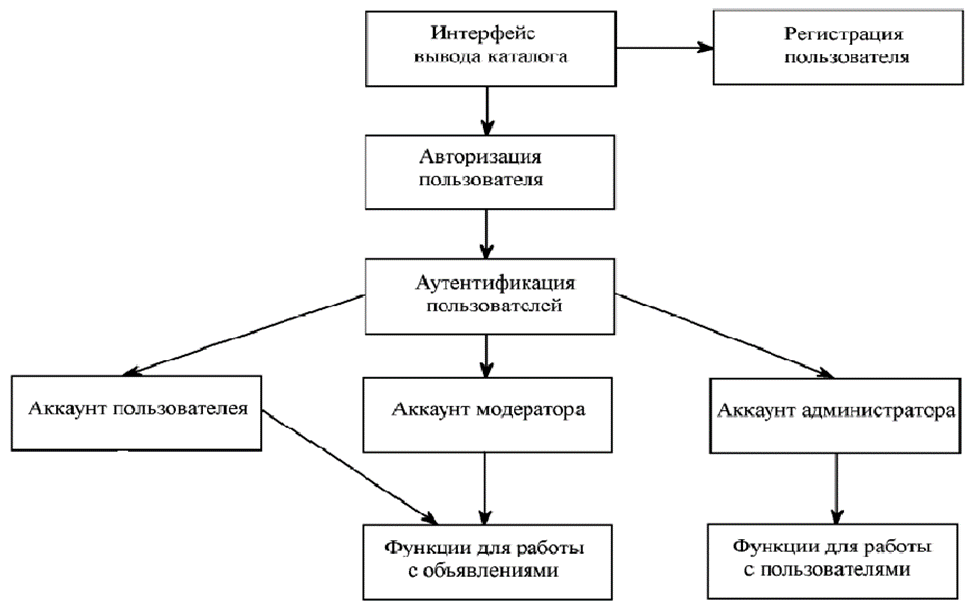 Интерфейс
вывода каталога
Регистрация
пользователя
Авторизация
пользователя
Аутентификация
пользователей
Аккаунт пользователея
Аккаунт модератора
Аккаунт администратора
Функции для работы
с объявлениями
Функции для работы
с пользователями